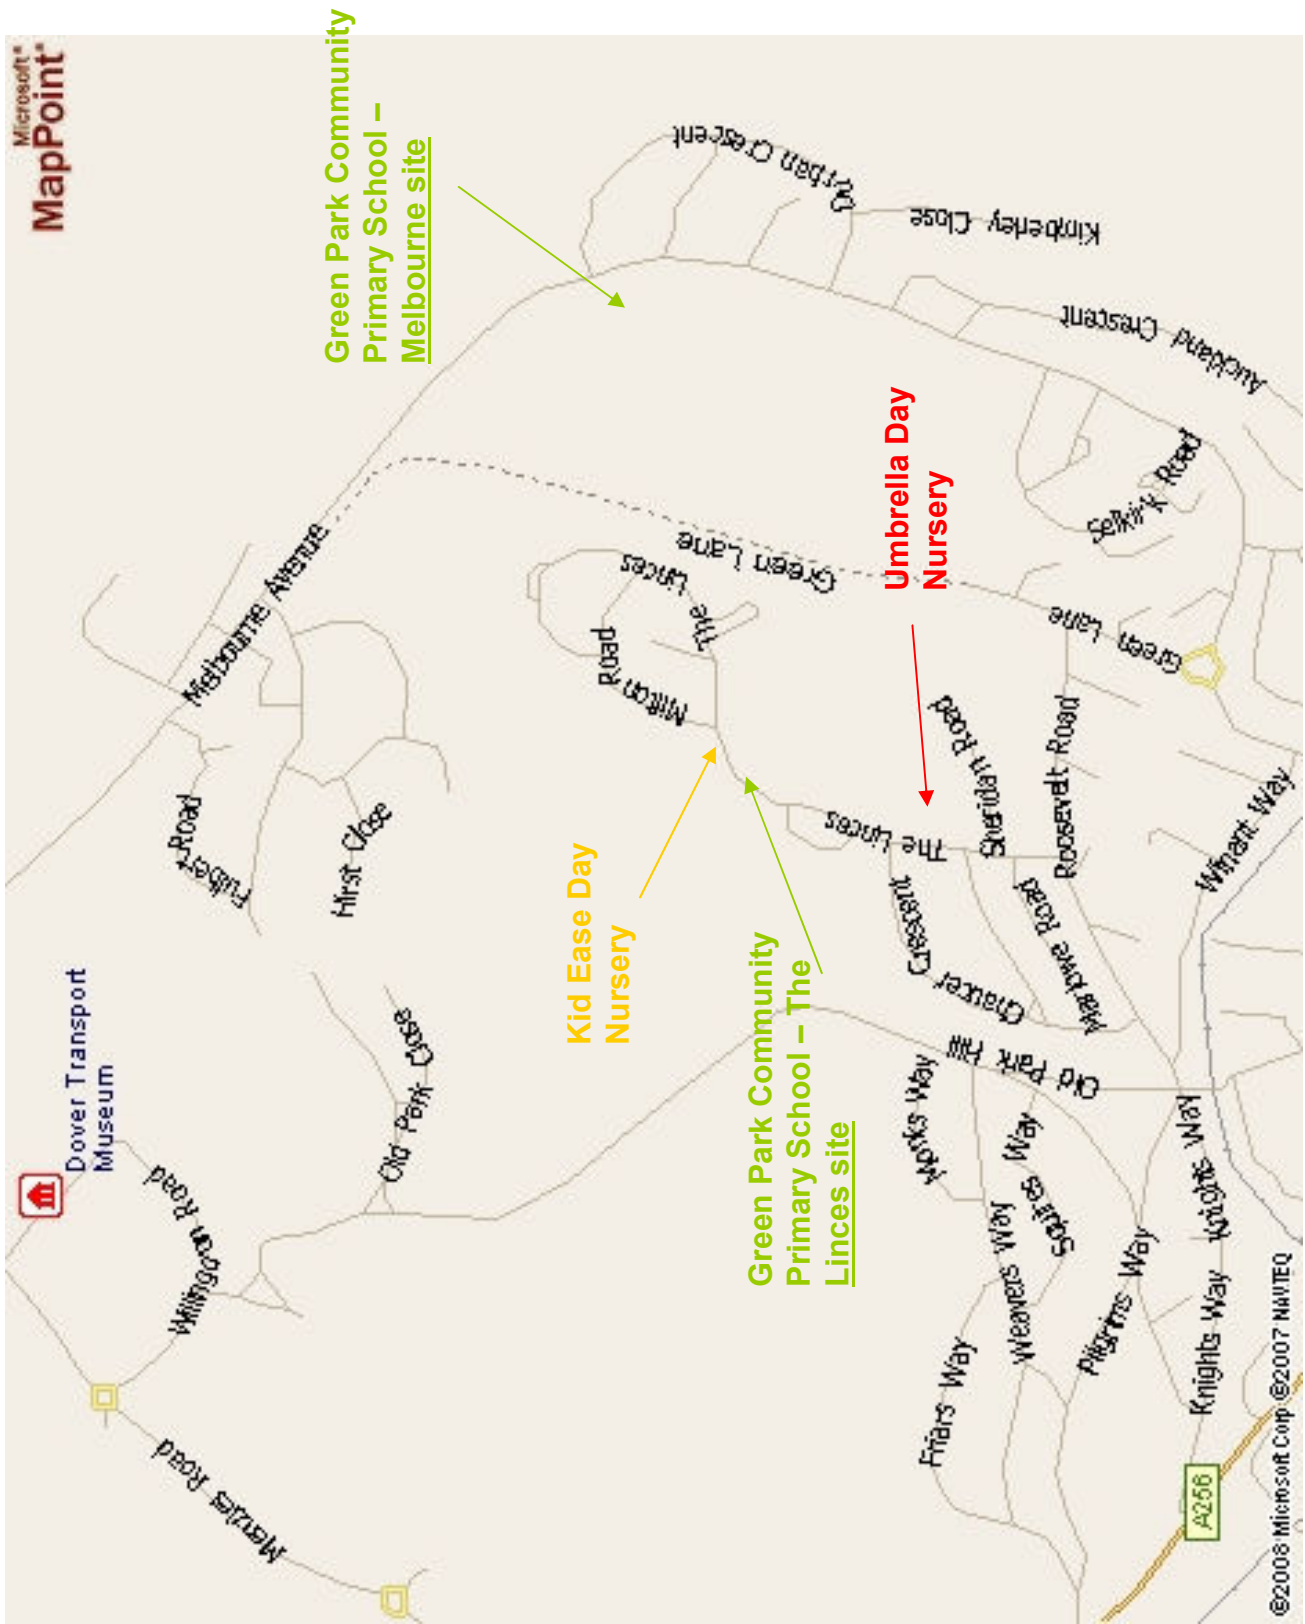 Microsoft®
MapPoint®
Green Park Community
Primary School –
Melbourne site
Durban Crescent
Kimberley Close
Auckland Crescent
Melbourne Avenue
Green Lane
The Linces
Milton Road
Umbrella Day
Nursery
Selkirk Road
Green Lane
Fulbert Road
Hirst Close
Kid Ease Day
Nursery
The Linces
Sheridan Road
Roosevelt Road
Winant Way
Dover Transport
Museum
Old Park Close
Green Park Community
Primary School – The
Linces site
Chaucer Crescent
Marlowe Road
Old Park Hill
Monks Way
Squires Way
Weavers Way
Pilgrims Way
Knights Way
Knights Way
Friars Way
Willingdon Road
Menzies Road
A256
©2008 Microsoft Corp ©2007 NAVTEQ